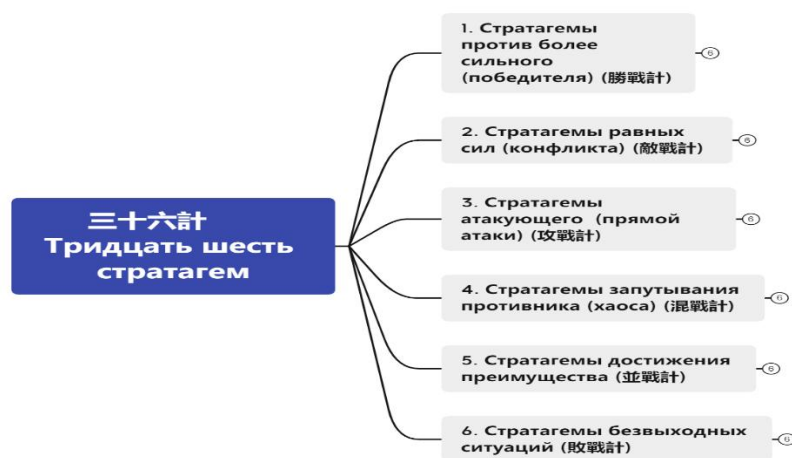 三十六計
Тридцать шесть
стратагем
1. Стратагемы
против более
сильного
(победителя) (勝戰計)
6
2. Стратагемы равных
сил (конфликта) (敵戰計)
6
3. Стратагемы
атакующего (прямой
атаки) (攻戰計)
6
4. Стратагемы запутывания
противника (хаоса) (混戰計)
6
5. Стратагемы достижения
преимущества (並戰計)
6
6. Стратагемы безвыходных
ситуаций (敗戰計)
6